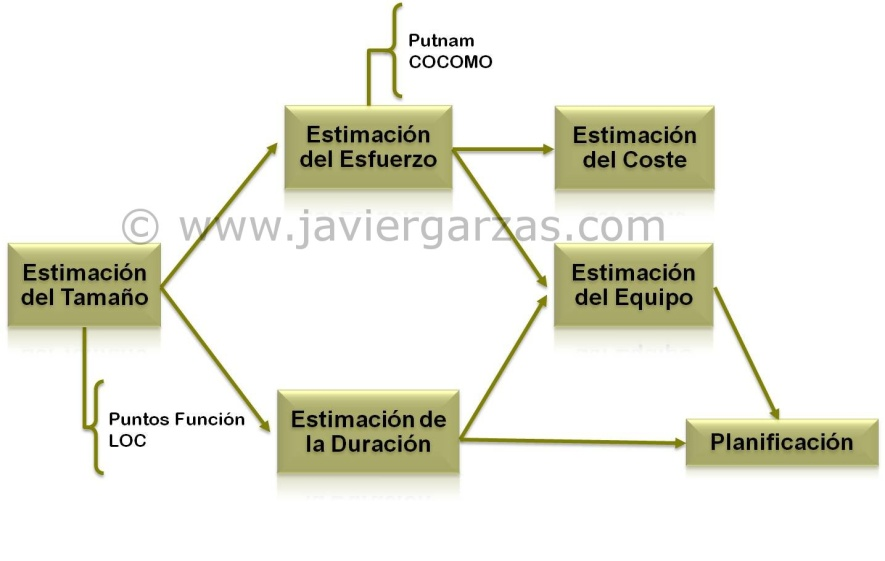 Putnam
COCOMO
Estimación
del Esfuerzo
Estimación
del Coste
© www.javiergarzas.com
Estimación
del Tamaño
Estimación
del Equipo
Puntos Función
LOC
Estimación de
la Duración
Planificación